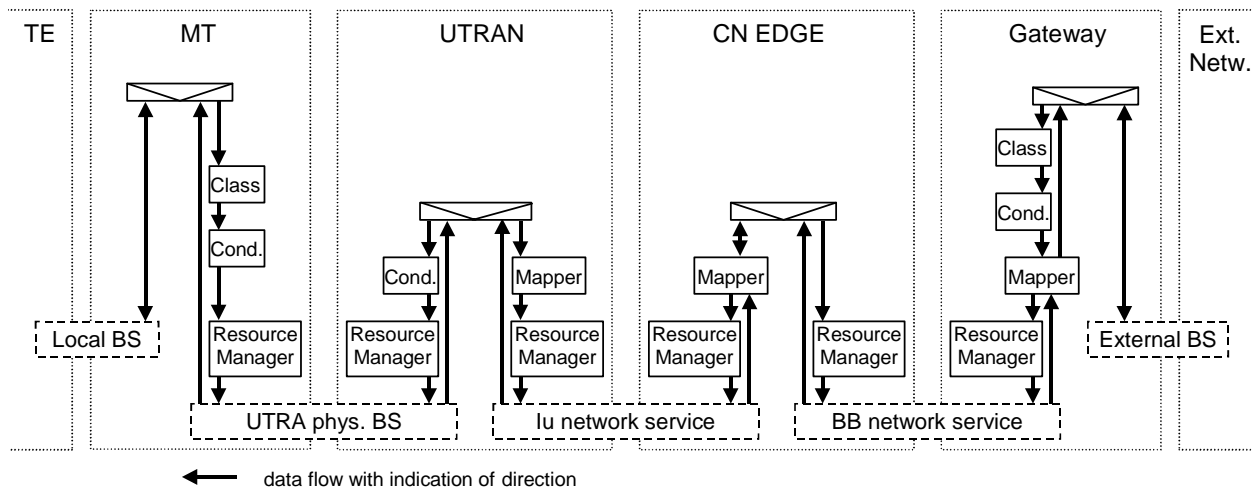 TE
MT
UTRAN
CN EDGE
Gateway
Ext.
Netw.
Class
Cond.
Resource
Manager
Local BS
Cond.
Mapper
Resource
Manager
Resource
Manager
Mapper
Resource
Manager
Resource
Manager
Class
Cond.
Mapper
Resource
Manager
External BS
UTRA phys. BS
Iu network service
BB network service
data flow with indication of direction